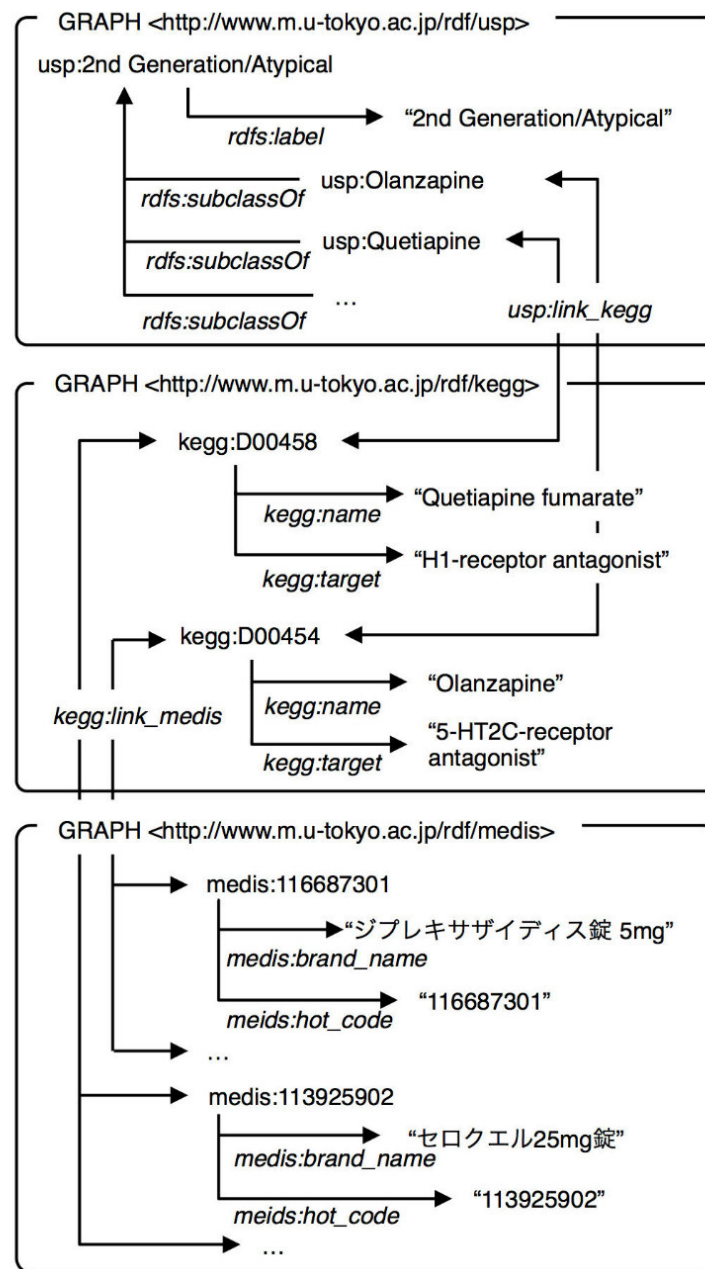 GRAPH <http://www.m.u-tokyo.ac.jp/rdf/usp>
usp:2nd Generation/Atypical
“2nd Generation/Atypical”
rdfs:label
usp:Olanzapine
rdfs:subclassOf
usp:Quetiapine
rdfs:subclassOf
...
rdfs:subclassOf
usp:link_kegg
GRAPH <http://www.m.u-tokyo.ac.jp/rdf/kegg>
kegg:D00458
“Quetiapine fumarate”
kegg:name
“H1-receptor antagonist”
kegg:target
kegg:D00454
“Olanzapine”
kegg:name
kegg:link_medis
“5-HT2C-receptor
antagonist”
kegg:target
GRAPH <http://www.m.u-tokyo.ac.jp/rdf/medis>
medis:116687301
“ジプレキサザイディス錠 5mg”
medis:brand_name
“116687301”
meids:hot_code
...
medis:113925902
“セロクエル25mg錠”
medis:brand_name
“113925902”
meids:hot_code
...